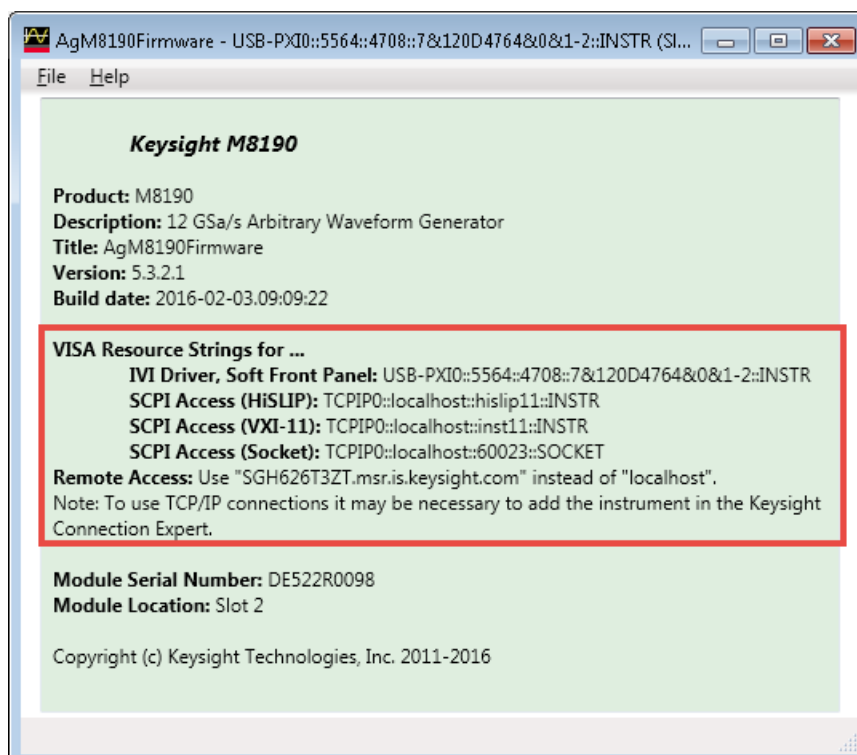 AgM8190Firmware - USB-PXI0::5564::4708::7&120D4764&0&1-2::INSTR (Sl...
File Help
Keysight M8190
Product: M8190
Description: 12 GSa/s Arbitrary Waveform Generator
Title: AgM8190Firmware
Version: 5.3.2.1
Build date: 2016-02-03.09:09:22
VISA Resource Strings for ...
IVI Driver, Soft Front Panel: USB-PXI0::5564::4708::7&120D4764&0&1-2::INSTR
SCPI Access (HiSLIP): TCPIP0::localhost::hislip11::INSTR
SCPI Access (VXI-11): TCPIP0::localhost::inst11::INSTR
SCPI Access (Socket): TCPIP0::localhost::60023::SOCKET
Remote Access: Use "SGH626T3ZT.msr.is.keysight.com" instead of "localhost".
Note: To use TCP/IP connections it may be necessary to add the instrument in the Keysight
Connection Expert.
Module Serial Number: DE522R0098
Module Location: Slot 2
Copyright (c) Keysight Technologies, Inc. 2011-2016